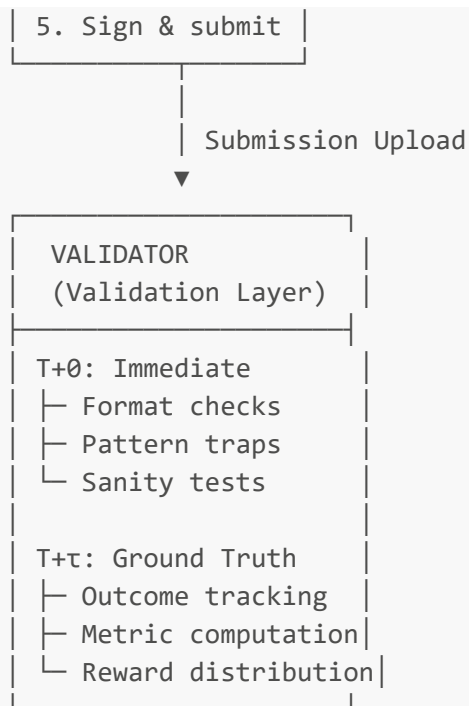 5. Sign & submit
Submission Upload
VALIDATOR
(Validation Layer)
T+0: Immediate
├─ Format checks
├─ Pattern traps
└─ Sanity tests
T+τ: Ground Truth
├─ Outcome tracking
├─ Metric computation
└─ Reward distribution